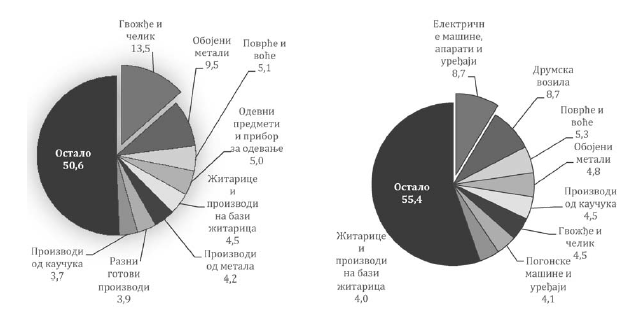 Гвожђе и
челик
13,5
Обојени
метали
9,5
Поврће и
воће
5,1
Одевни
предмети
и прибор
за одевање
5,0
Житарице
и
производи
на бази
житарица
4,5
Производи
од метала
4,2
Разни
готови
производи
3,9
Производи
од каучука
3,7
Остало
50,6
Електричн
е машине,
апарати и
уређаји
8,7
Друмска
возила
8,7
Поврће и
воће
5,3
Обојени
метали
4,8
Производи
од каучука
4,5
Гвожђе и
челик
4,5
Погонске
машине и
уређаји
4,1
Житарице
и
производи
на бази
житарица
4,0
Остало
55,4